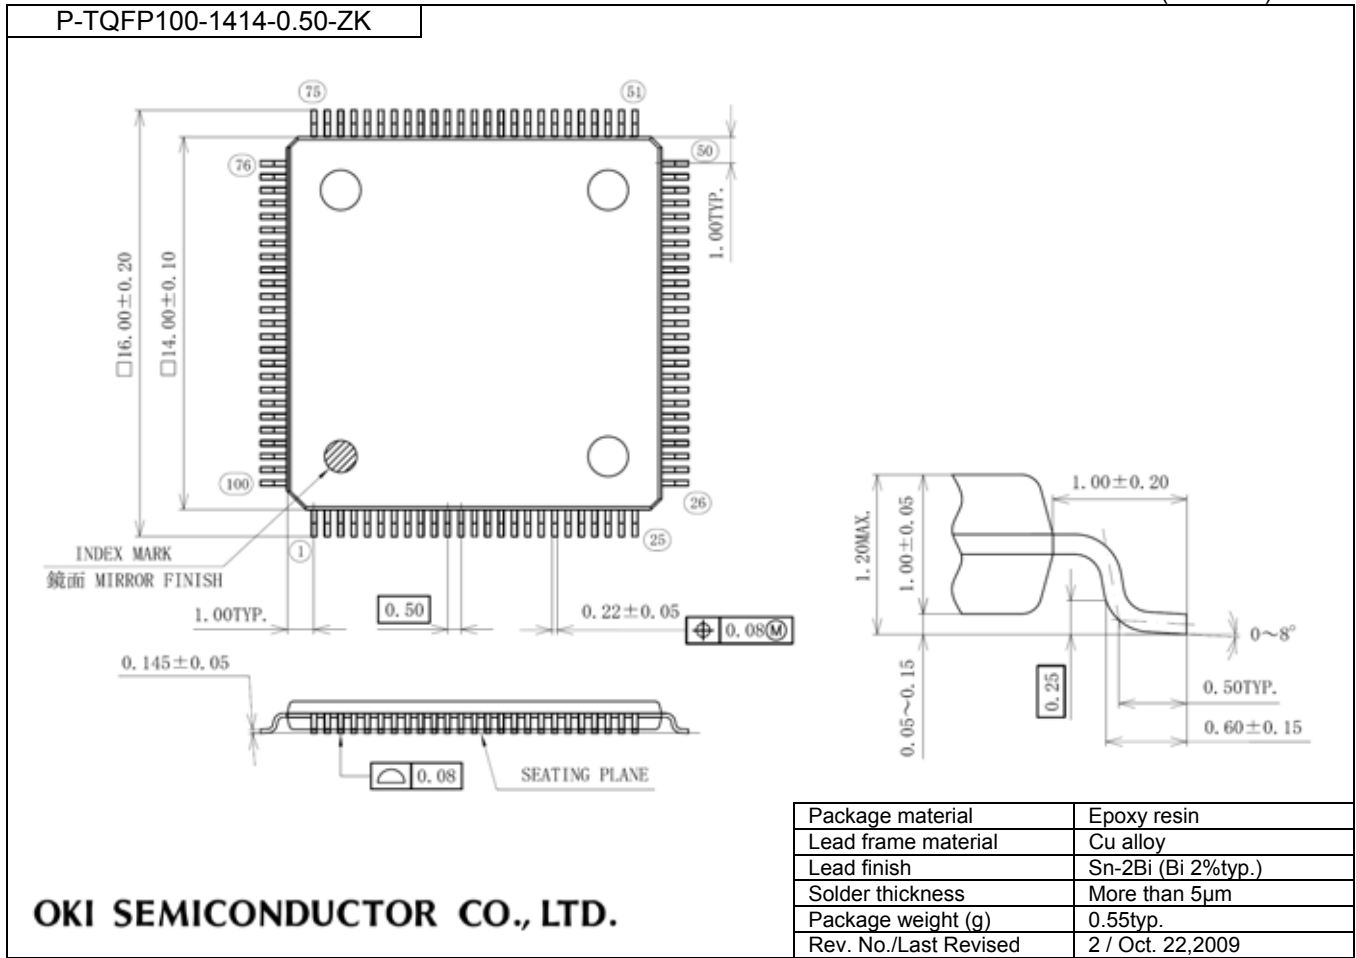 P-TQFP100-1414-0.50-ZK
75
51
76
50
1.00TYP.
□16.00±0.20
□14.00±0.10
100
26
1
25
INDEX MARK
鏡面 MIRROR FINISH
1.00TYP.
0.50
0.22±0.05
⌖ 0.08Ⓜ
0.145±0.05
⌓ 0.08
SEATING PLANE
1.20MAX.
1.00±0.05
1.00±0.20
0.05~0.15
0.25
0~8°
0.50TYP.
0.60±0.15
Package material Epoxy resin
Lead frame material Cu alloy
Lead finish Sn-2Bi (Bi 2%typ.)
Solder thickness More than 5μm
Package weight (g) 0.55typ.
Rev. No./Last Revised 2 / Oct. 22,2009
OKI SEMICONDUCTOR CO., LTD.